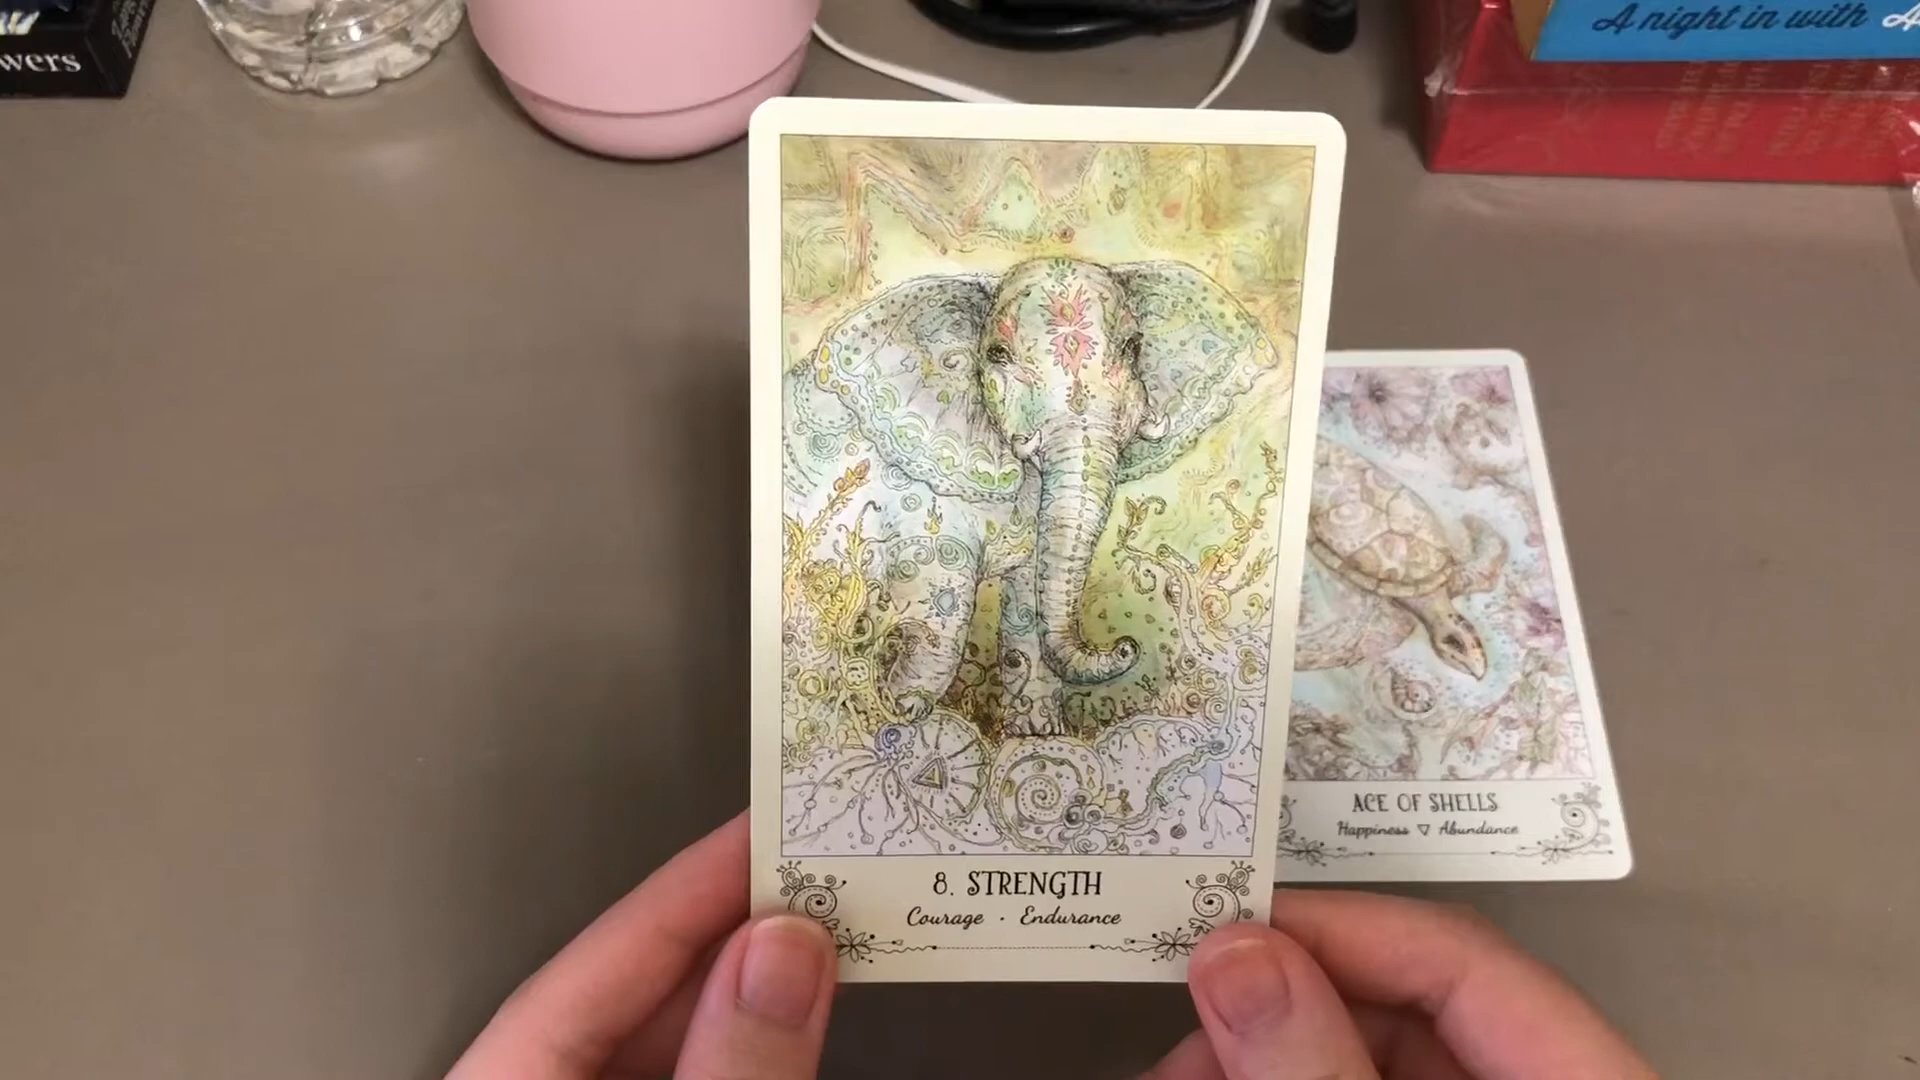 wers
A night in with
8. STRENGTH
Courage · Endurance
ACE OF SHELLS
Happiness ▽ Abundance